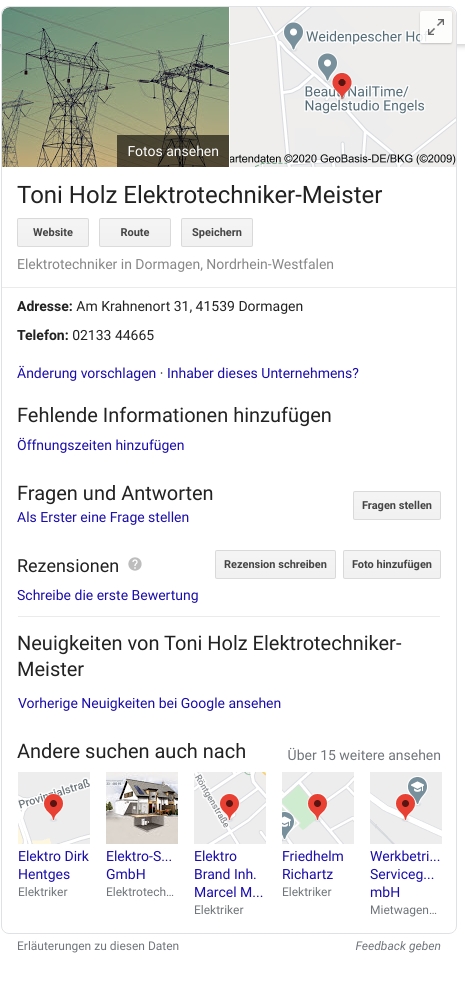 Weidenpescher Ho
BeautyNailTime/
Nagelstudio Engels
Fotos ansehen
artendaten ©2020 GeoBasis-DE/BKG (©2009)
Toni Holz Elektrotechniker-Meister
Website Route Speichern
Elektrotechniker in Dormagen, Nordrhein-Westfalen
Adresse: Am Krahnenort 31, 41539 Dormagen
Telefon: 02133 44665
Änderung vorschlagen · Inhaber dieses Unternehmens?
Fehlende Informationen hinzufügen
Öffnungszeiten hinzufügen
Fragen und Antworten
Fragen stellen
Als Erster eine Frage stellen
Rezensionen ? Rezension schreiben Foto hinzufügen
Schreibe die erste Bewertung
Neuigkeiten von Toni Holz Elektrotechniker-
Meister
Vorherige Neuigkeiten bei Google ansehen
Andere suchen auch nach Über 15 weitere ansehen
Provinzialstraß
Röntgenstraße
Elektro Dirk
Hentges
Elektriker
Elektro-S...
GmbH
Elektrotech...
Elektro
Brand Inh.
Marcel M...
Elektriker
Friedhelm
Richartz
Elektriker
Werkbetri...
Serviceg...
mbH
Mietwagen...
Erläuterungen zu diesen Daten Feedback geben